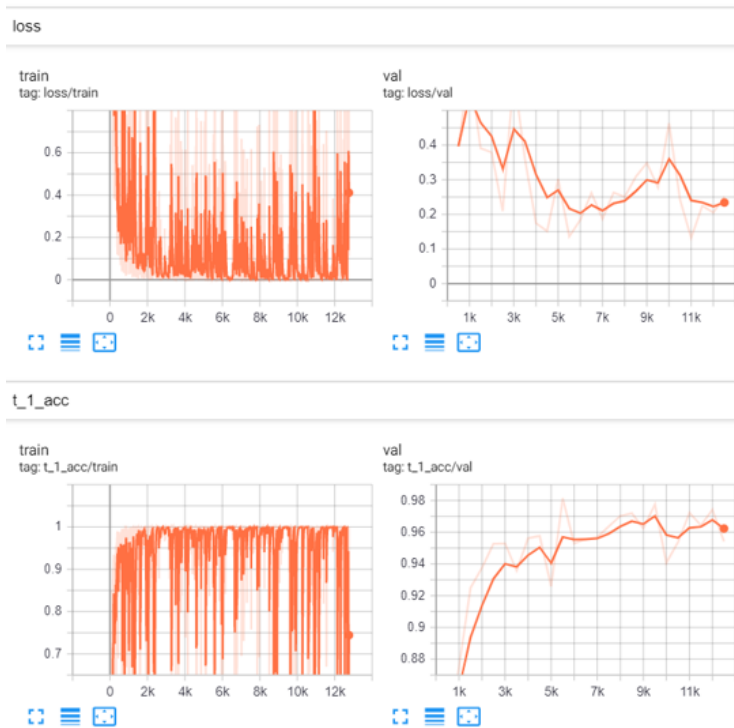 loss
train
tag: loss/train
0.6
0.4
0.2
0
0 2k 4k 6k 8k 10k 12k
val
tag: loss/val
0.4
0.3
0.2
0.1
0
1k 3k 5k 7k 9k 11k
t_1_acc
train
tag: t_1_acc/train
1
0.9
0.8
0.7
0 2k 4k 6k 8k 10k 12k
val
tag: t_1_acc/val
0.98
0.96
0.94
0.92
0.9
0.88
1k 3k 5k 7k 9k 11k